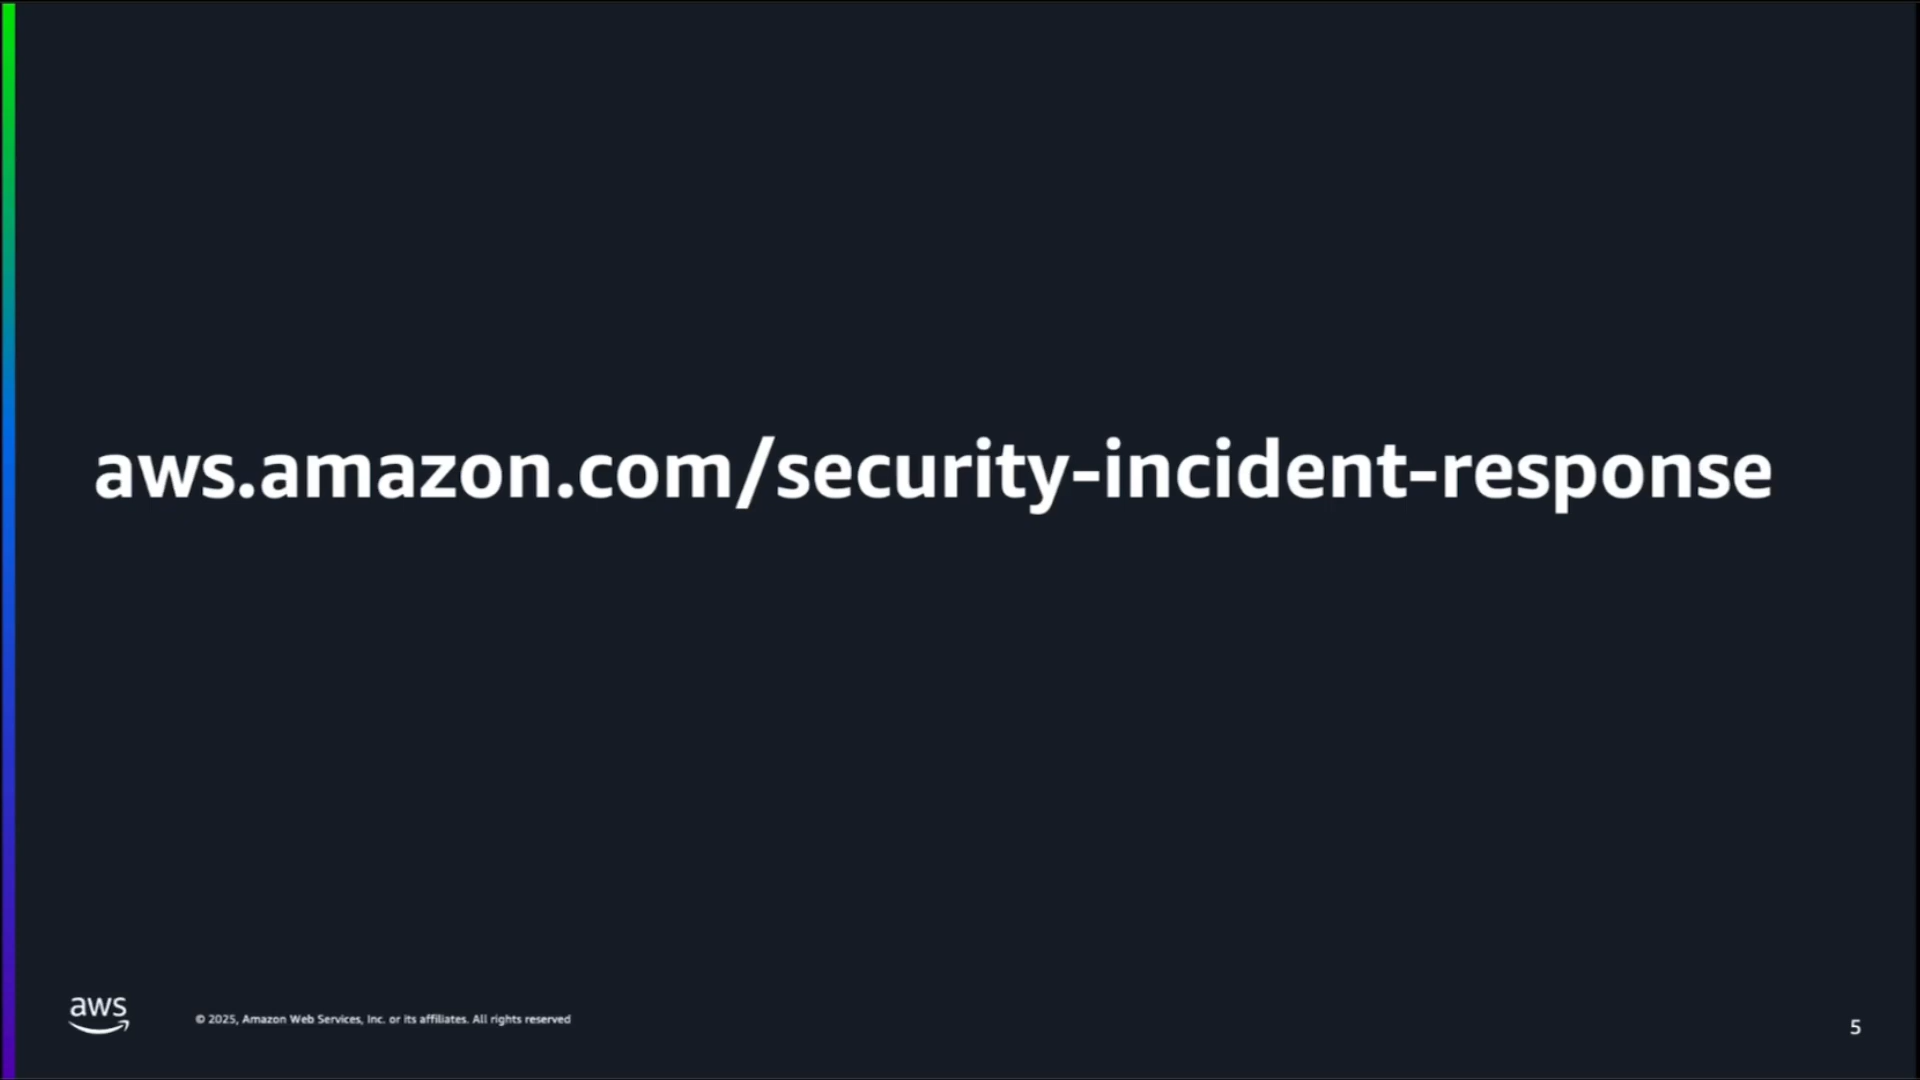 aws.amazon.com/security-incident-response
aws
© 2025, Amazon Web Services, Inc. or its affiliates. All rights reserved
5